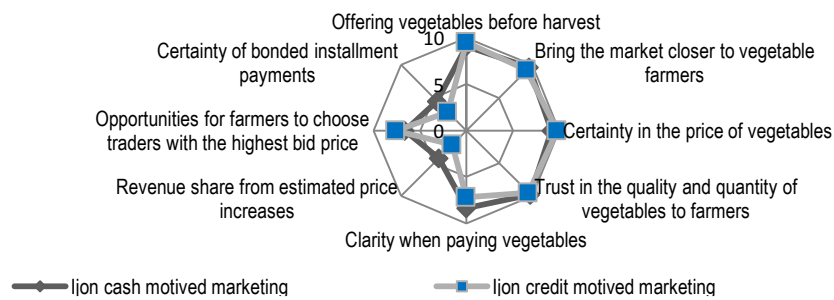 Offering vegetables before harvest
10
Certainty of bonded installment
payments
Bring the market closer to vegetable
farmers
5
Opportunities for farmers to choose
traders with the highest bid price
0
Certainty in the price of vegetables
Revenue share from estimated price
increases
Trust in the quality and quantity of
vegetables to farmers
Clarity when paying vegetables
Ijon cash motived marketing
Ijon credit motived marketing